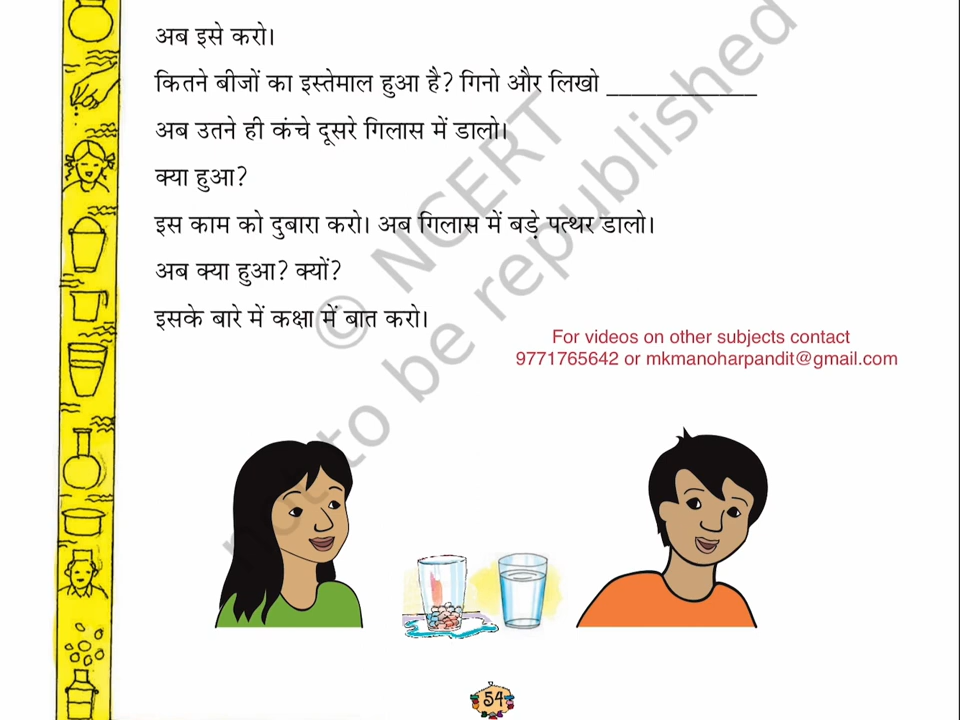 अब इसे करो।
कितने बीजों का इस्तेमाल हुआ है? गिनो और लिखो ____________
अब उतने ही कंचे दूसरे गिलास में डालो।
क्या हुआ?
इस काम को दुबारा करो। अब गिलास में बड़े पत्थर डालो।
अब क्या हुआ? क्यों?
इसके बारे में कक्षा में बात करो।
For videos on other subjects contact
9771765642 or mkmanoharpandit@gmail.com
© NCERT
not to be republished
54